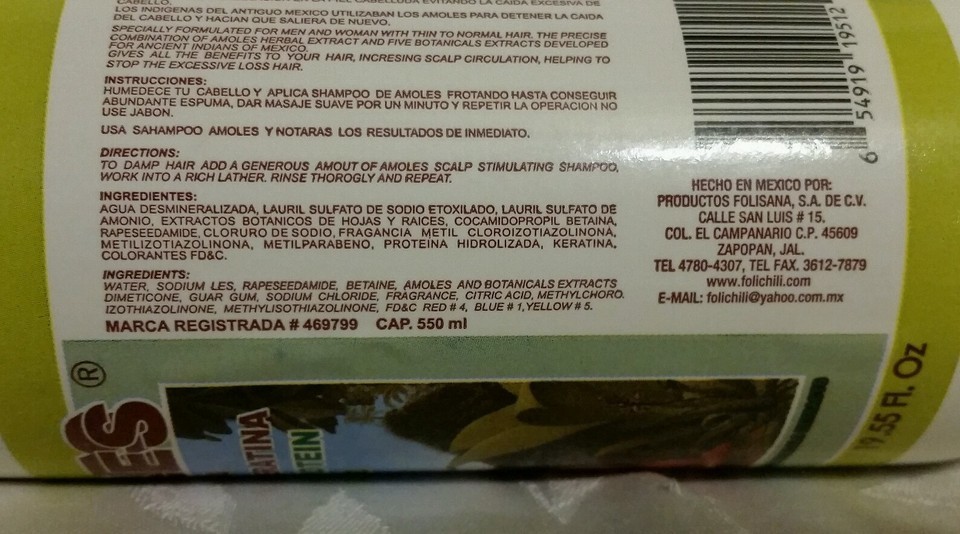 CABELLO.
LOS INDIGENAS DEL ANTIGUO MEXICO UTILIZABAN LOS AMOLES PARA DETENER LA CAIDA
DEL CABELLO Y HACIAN QUE SALIERA DE NUEVO.
SPECIALLY FORMULATED FOR MEN AND WOMAN WITH THIN TO NORMAL HAIR. THE PRECISE
COMBINATION OF AMOLES HERBAL EXTRACT AND FIVE BOTANICALS EXTRACTS DEVELOPED
FOR ANCIENT INDIANS OF MEXICO.
GIVES ALL THE BENEFITS TO YOUR HAIR, INCRESING SCALP CIRCULATION, HELPING TO
STOP THE EXCESSIVE LOSS HAIR.
INSTRUCCIONES:
HUMEDECE TU CABELLO Y APLICA SHAMPOO DE AMOLES FROTANDO HASTA CONSEGUIR
ABUNDANTE ESPUMA, DAR MASAJE SUAVE POR UN MINUTO Y REPETIR LA OPERACION NO
USE JABON.
USA SAHAMPOO AMOLES Y NOTARAS LOS RESULTADOS DE INMEDIATO.
DIRECTIONS:
TO DAMP HAIR ADD A GENEROUS AMOUT OF AMOLES SCALP STIMULATING SHAMPOO,
WORK INTO A RICH LATHER. RINSE THOROGLY AND REPEAT.
INGREDIENTES:
AGUA DESMINERALIZADA, LAURIL SULFATO DE SODIO ETOXILADO, LAURIL SULFATO DE
AMONIO, EXTRACTOS BOTANICOS DE HOJAS Y RAICES, COCAMIDOPROPIL BETAINA,
RAPESEEDAMIDE, CLORURO DE SODIO, FRAGANCIA METIL CLOROIZOTIAZOLINONA,
METILIZOTIAZOLINONA, METILPARABENO, PROTEINA HIDROLIZADA, KERATINA,
COLORANTES FD&C.
INGREDIENTS:
WATER, SODIUM LES, RAPESEEDAMIDE, BETAINE, AMOLES AND BOTANICALS EXTRACTS
DIMETICONE, GUAR GUM, SODIUM CHLORIDE, FRAGRANCE, CITRIC ACID, METHYLCHORO.
IZOTHIAZOLINONE, METHYLISOTHIAZOLINONE, FD&C RED # 4, BLUE # 1, YELLOW # 5.
MARCA REGISTRADA # 469799 CAP. 550 ml
6 54919 19512
HECHO EN MEXICO POR:
PRODUCTOS FOLISANA, S.A. DE C.V.
CALLE SAN LUIS # 15.
COL. EL CAMPANARIO C.P. 45609
ZAPOPAN, JAL.
TEL 4780-4307, TEL FAX. 3612-7879
www.folichili.com
E-MAIL: folichili@yahoo.com.mx
19.55 Fl. Oz
ES ®
ATINA
TEIN